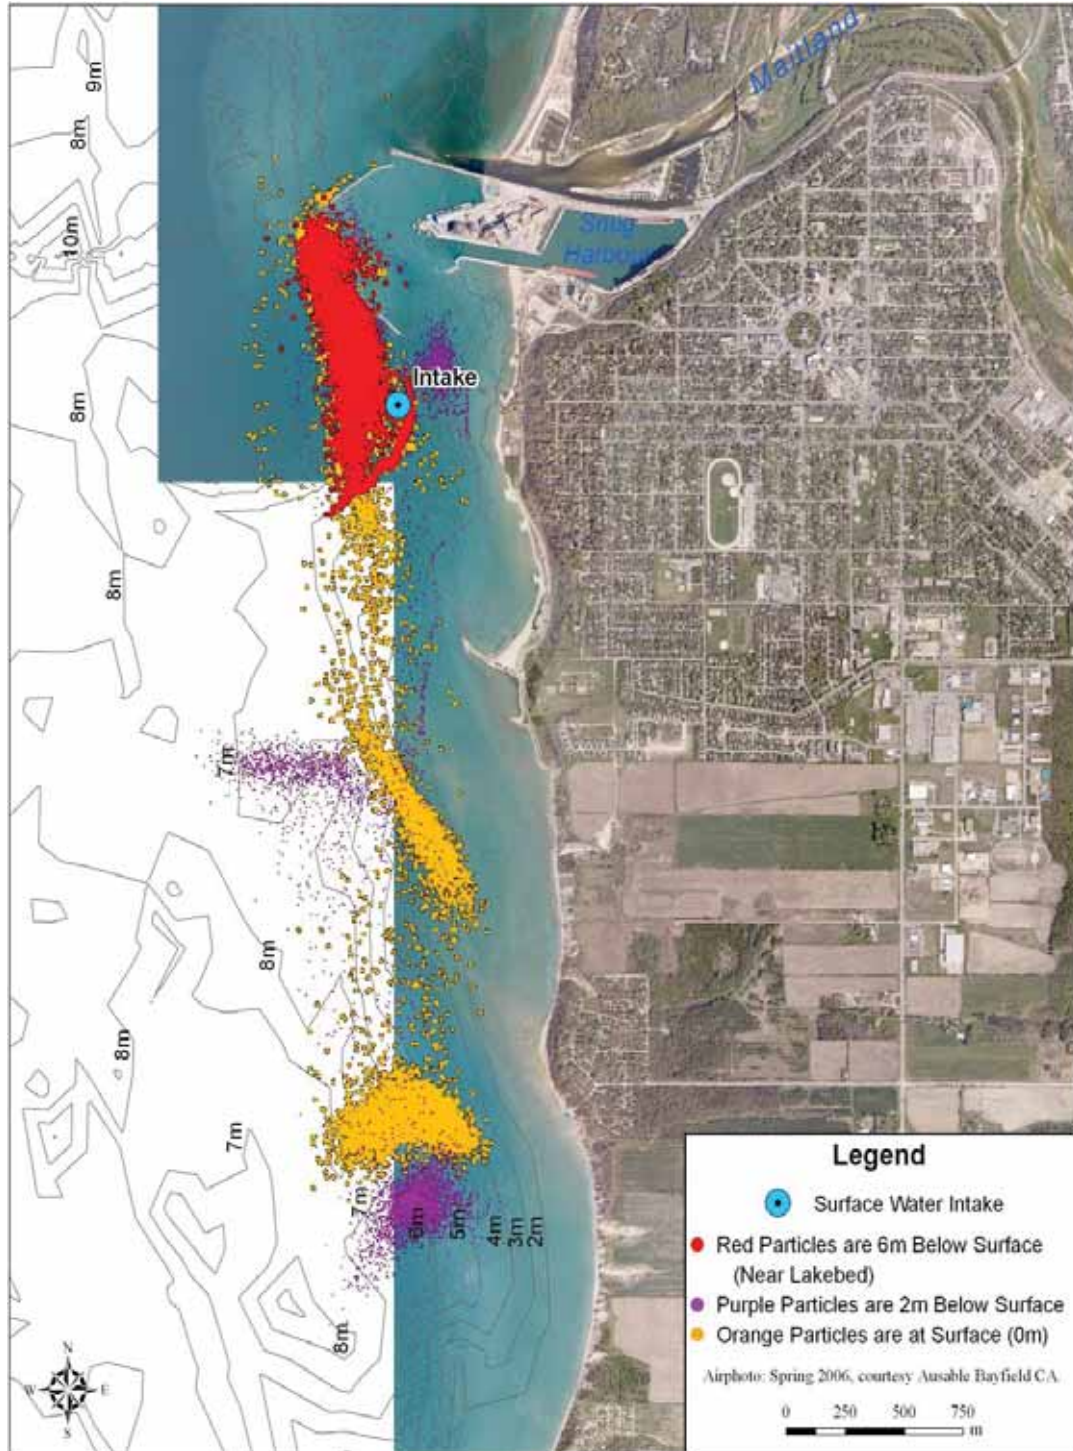 9m
8m
Maitland
10m
Snug
Harbour
8m
Intake
8m
7m
8m
8m
7m
7m
6m
5m
4m
3m
2m
8m
N
W
E
S
Legend
Surface Water Intake
Red Particles are 6m Below Surface
(Near Lakebed)
Purple Particles are 2m Below Surface
Orange Particles are at Surface (0m)
Airphoto: Spring 2006, courtesy Ausable Bayfield CA.
0 250 500 750
m